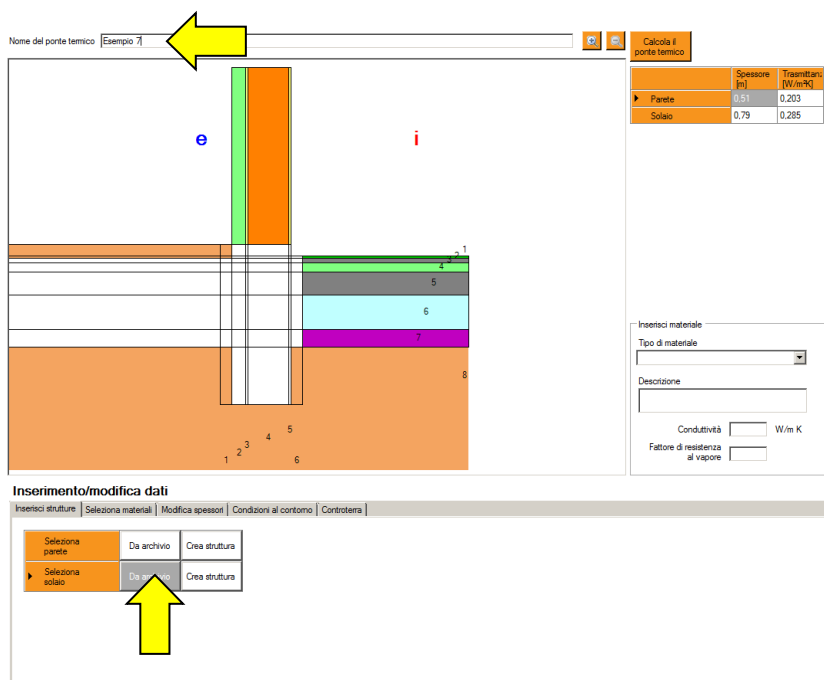 Nome del ponte termico Esempio 7
Calcola il
ponte termico
Spessore
[m]
Trasmittan:
[W/m²K]
Parete 0,51 0,203
Solaio 0,79 0,285
e
i
1
2
3
4
5
6
7
8
5
4
3
2
1
6
Inserisci materiale
Tipo di materiale
Descrizione
Conduttività W/m K
Fattore di resistenza
al vapore
Inserimento/modifica dati
Inserisci strutture Seleziona materiali Modifica spessori Condizioni al contorno Controterra
Seleziona
parete
Da archivio Crea struttura
Seleziona
solaio
Da archivio Crea struttura